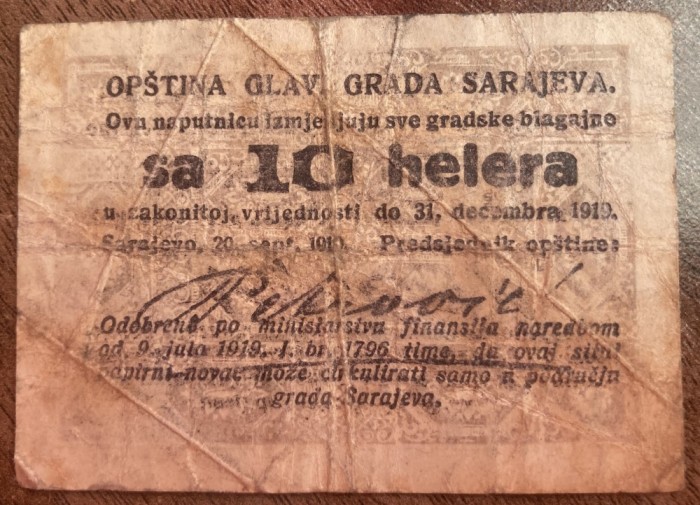 OPŠTINA GLAV. GRADA SARAJEVA.
Ovu naputnicu izmjenjuju sve gradske blagajne
sa 10 helera
u zakonitoj vrijednosti do 31. decembra 1919.
Sarajevo, 20. sept. 1919. Predsjednik opštine:
Odobreno po ministarstvu finansija naredbom
od 9. jula 1919. J. br. 1796 time, da ovaj sitni
papirni novac može cirkulirati samo u području
grada Sarajeva.